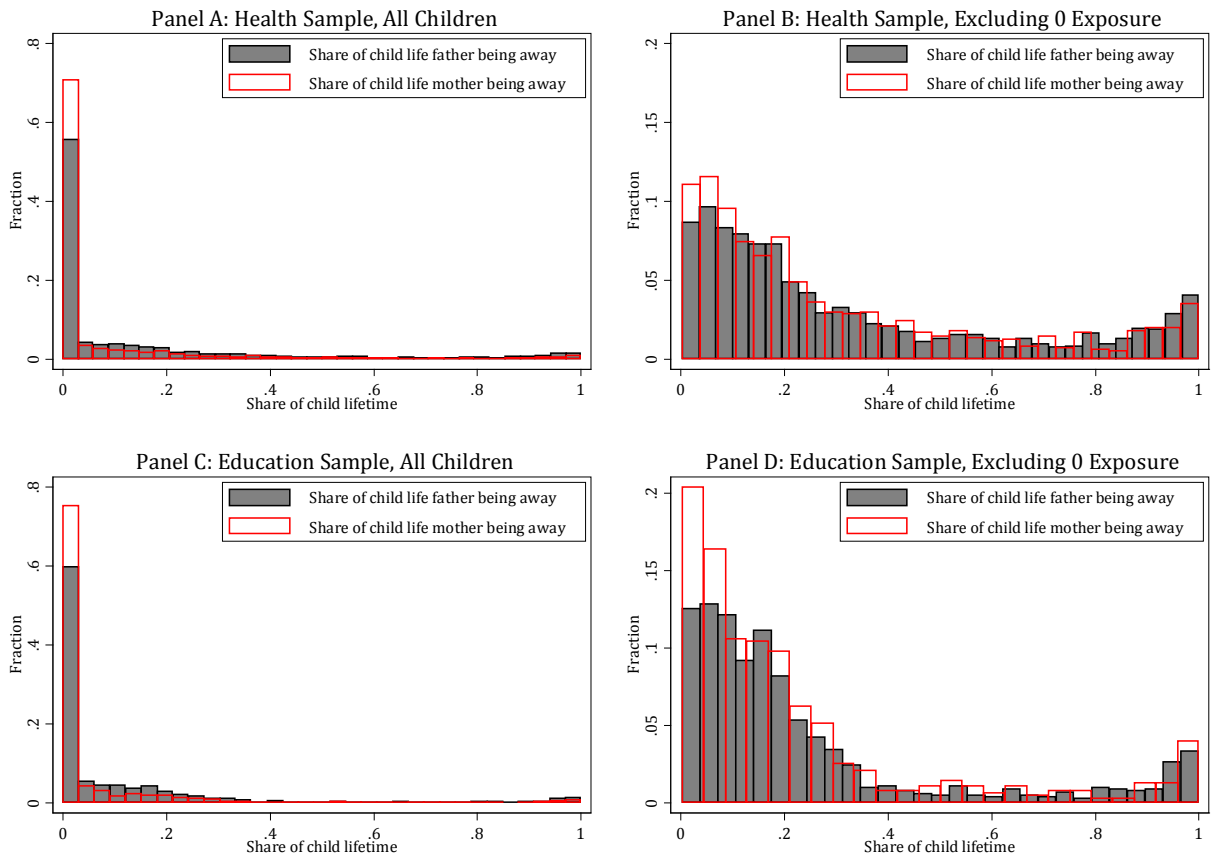 Panel A: Health Sample, All Children
.8
.6
.4
.2
0
Fraction
Share of child life father being away
Share of child life mother being away
0 .2 .4 .6 .8 1
Share of child lifetime
Panel B: Health Sample, Excluding 0 Exposure
.2
.15
.1
.05
0
Fraction
Share of child life father being away
Share of child life mother being away
0 .2 .4 .6 .8 1
Share of child lifetime
Panel C: Education Sample, All Children
.8
.6
.4
.2
0
Fraction
Share of child life father being away
Share of child life mother being away
0 .2 .4 .6 .8 1
Share of child lifetime
Panel D: Education Sample, Excluding 0 Exposure
.2
.15
.1
.05
0
Fraction
Share of child life father being away
Share of child life mother being away
0 .2 .4 .6 .8 1
Share of child lifetime